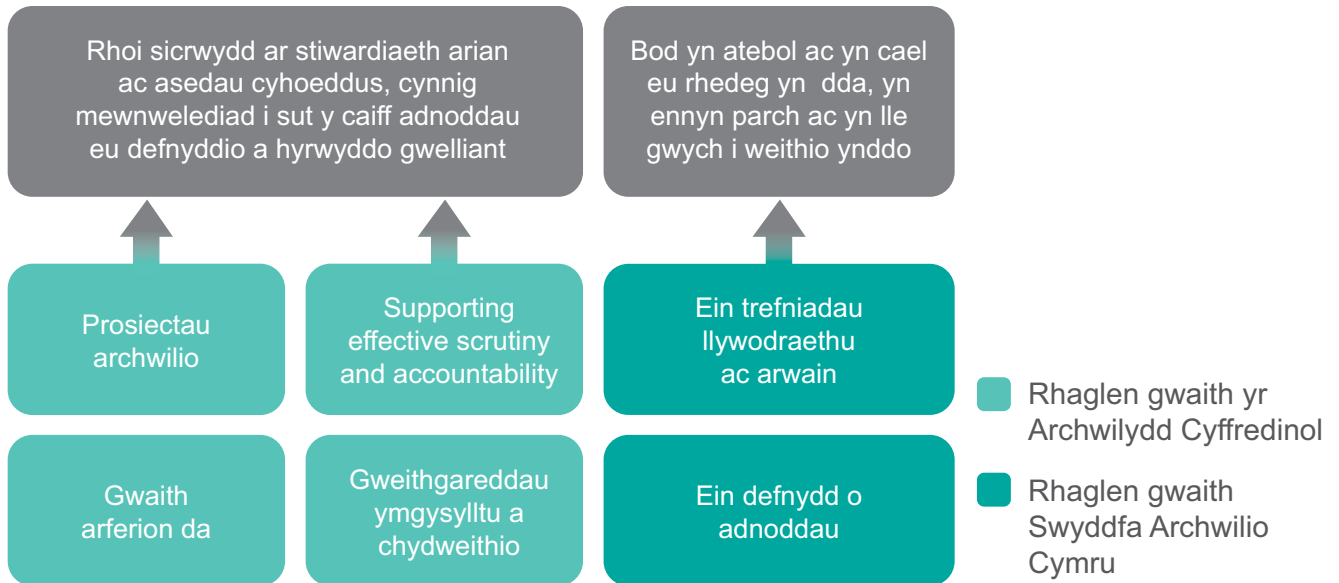 Rhoi sicrwydd ar stiwardiaeth arian
ac asedau cyhoeddus, cynnig
mewnwelediad i sut y caiff adnoddau
eu defnyddio a hyrwyddo gwelliant
Bod yn atebol ac yn cael
eu rhedeg yn dda, yn
ennyn parch ac yn lle
gwych i weithio ynddo
Prosiectau
archwilio
Supporting
effective scrutiny
and accountability
Ein trefniadau
llywodraethu
ac arwain
Gwaith
arferion da
Gweithgareddau
ymgysylltu a
chydweithio
Ein defnydd o
adnoddau
Rhaglen gwaith yr
Archwilydd Cyffredinol
Rhaglen gwaith
Swyddfa Archwilio
Cymru